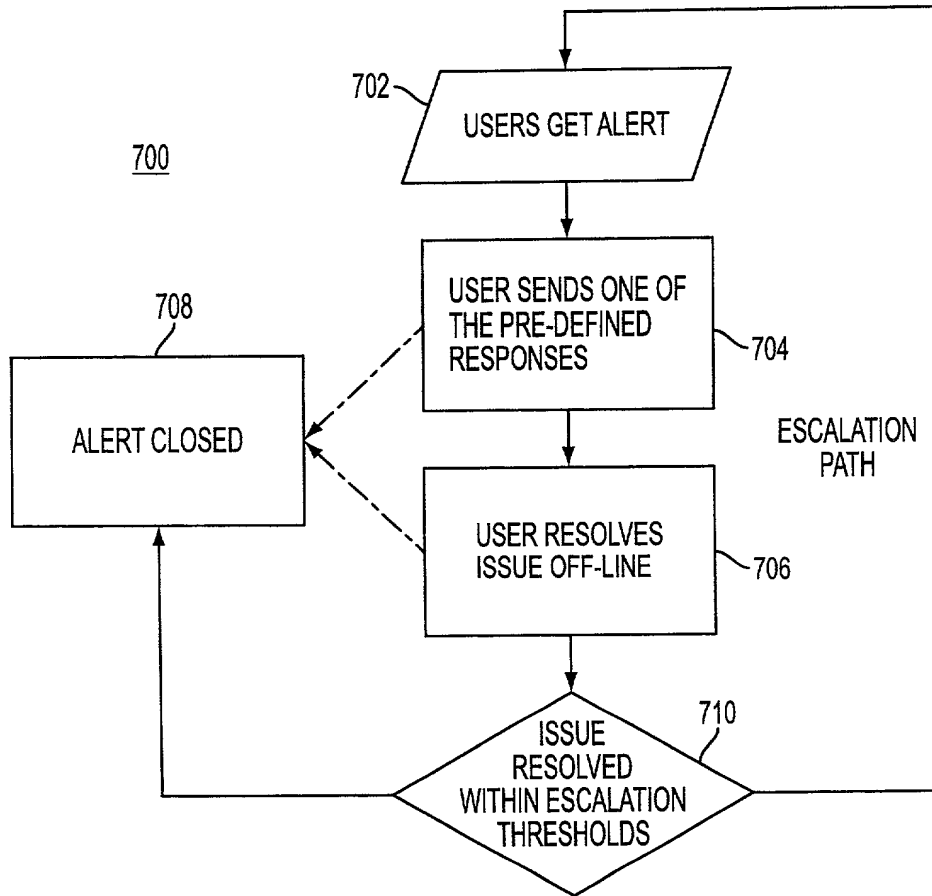 702
USERS GET ALERT
700
USER SENDS ONE OF
THE PRE-DEFINED
RESPONSES
704
708
ALERT CLOSED
ESCALATION
PATH
USER RESOLVES
ISSUE OFF-LINE
706
710
ISSUE
RESOLVED
WITHIN ESCALATION
THRESHOLDS